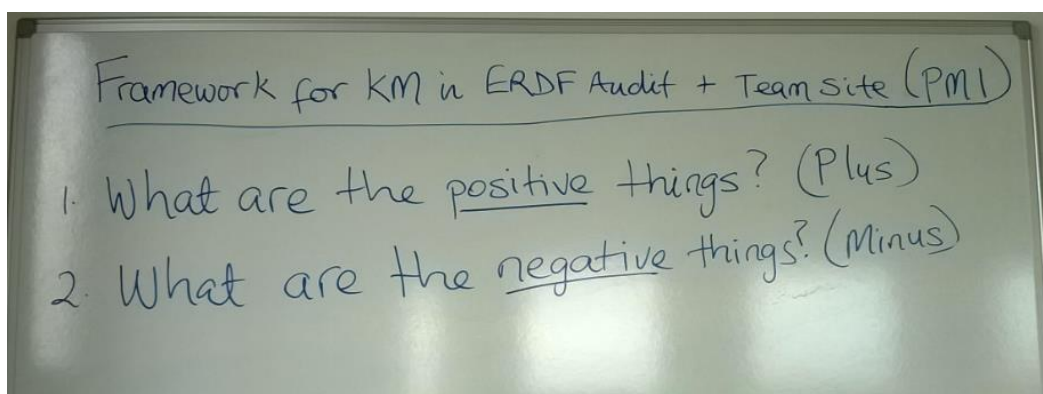 Framework for KM in ERDF Audit + Team Site (PMI)
1. What are the positive things? (Plus)
2. What are the negative things? (Minus)